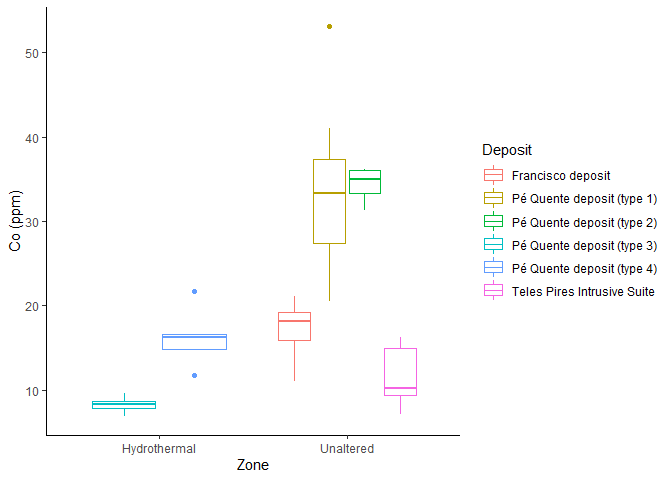 50
40
30
20
10
Co (ppm)
Hydrothermal
Unaltered
Zone
Deposit
Francisco deposit
Pé Quente deposit (type 1)
Pé Quente deposit (type 2)
Pé Quente deposit (type 3)
Pé Quente deposit (type 4)
Teles Pires Intrusive Suite